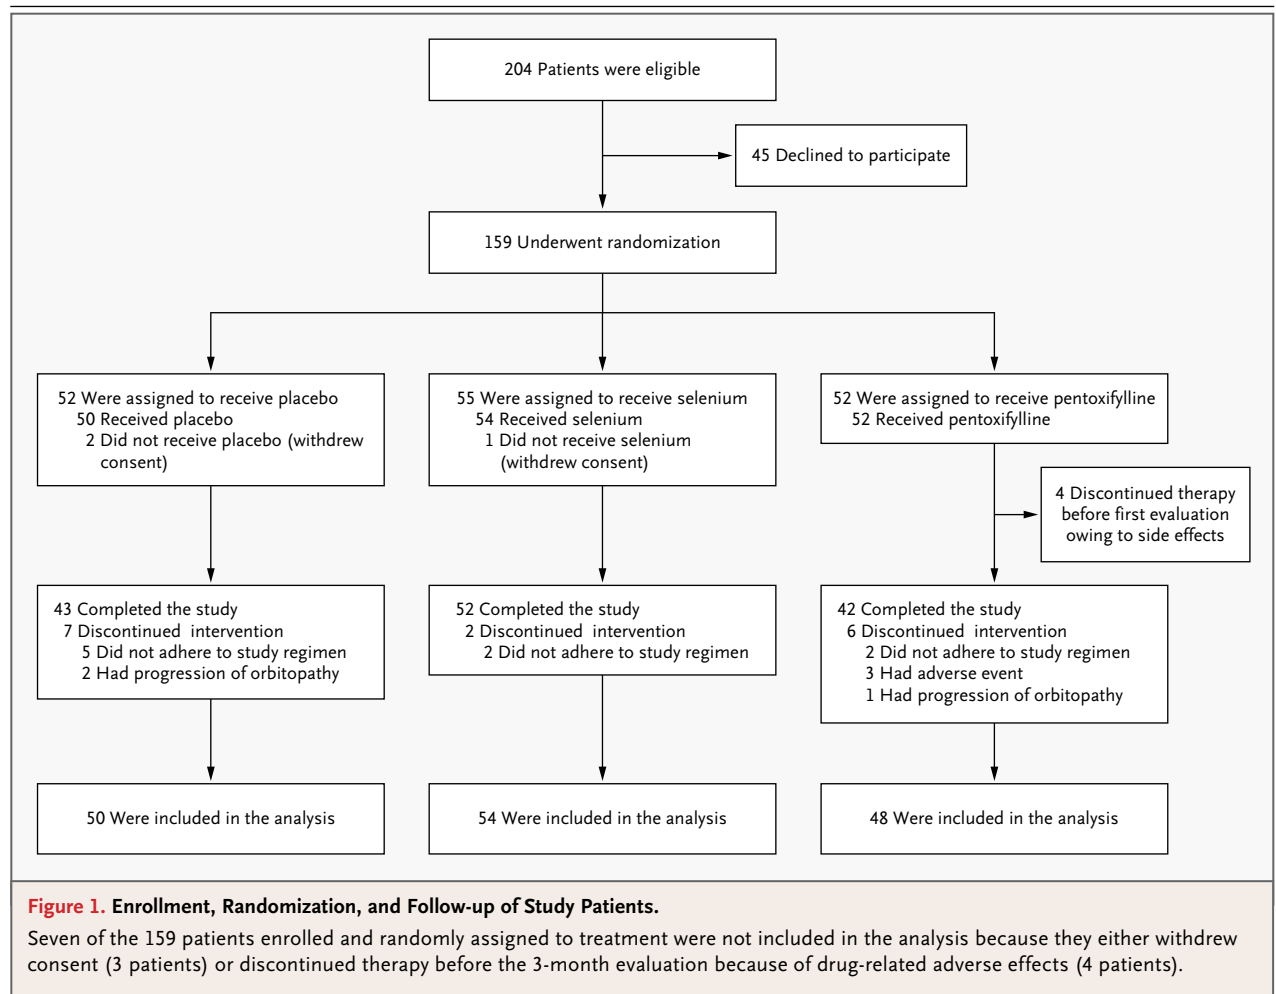 204 Patients were eligible
45 Declined to participate
159 Underwent randomization
52 Were assigned to receive placebo
50 Received placebo
2 Did not receive placebo (withdrew
consent)
55 Were assigned to receive selenium
54 Received selenium
1 Did not receive selenium
(withdrew consent)
52 Were assigned to receive pentoxifylline
52 Received pentoxifylline
4 Discontinued therapy
before first evaluation
owing to side effects
43 Completed the study
7 Discontinued intervention
5 Did not adhere to study regimen
2 Had progression of orbitopathy
52 Completed the study
2 Discontinued intervention
2 Did not adhere to study regimen
42 Completed the study
6 Discontinued intervention
2 Did not adhere to study regimen
3 Had adverse event
1 Had progression of orbitopathy
50 Were included in the analysis
54 Were included in the analysis
48 Were included in the analysis
Figure 1. Enrollment, Randomization, and Follow-up of Study Patients.
Seven of the 159 patients enrolled and randomly assigned to treatment were not included in the analysis because they either withdrew
consent (3 patients) or discontinued therapy before the 3-month evaluation because of drug-related adverse effects (4 patients).